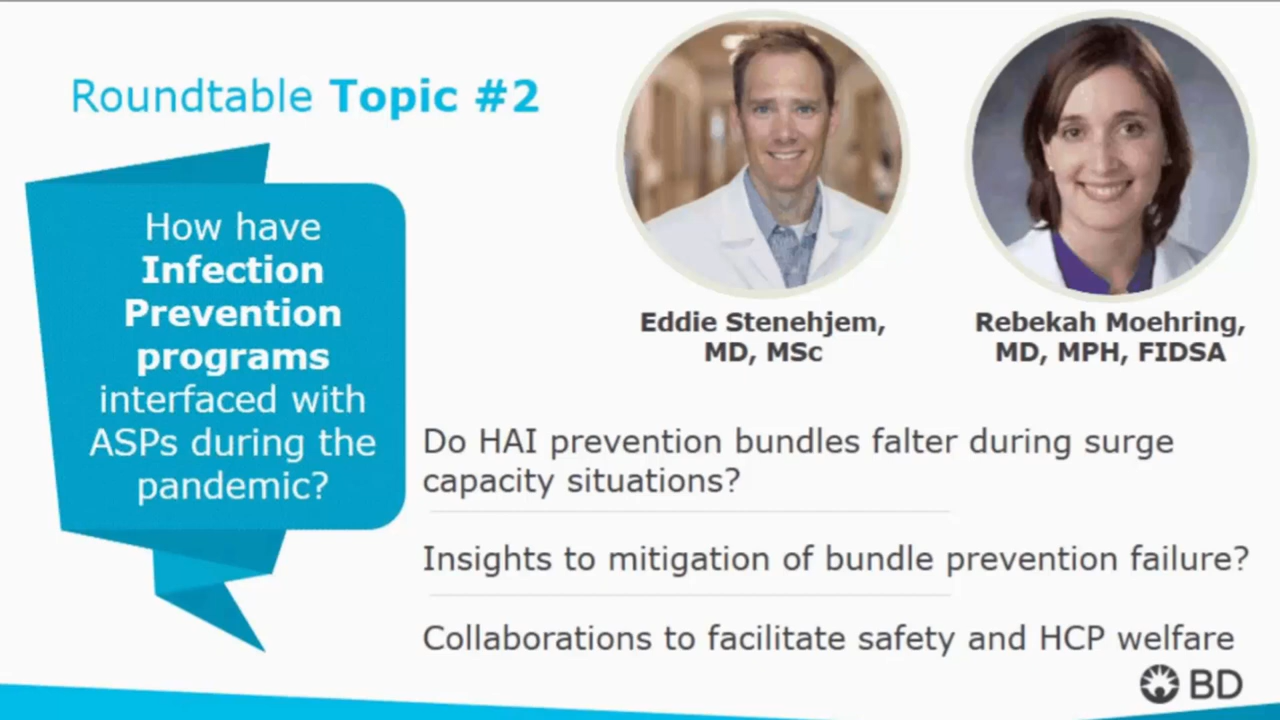 Roundtable Topic #2
How have
Infection
Prevention
programs
interfaced with
ASPs during the
pandemic?
Eddie Stenehjem,
MD, MSc
Rebekah Moehring,
MD, MPH, FIDSA
Do HAI prevention bundles falter during surge
capacity situations?
Insights to mitigation of bundle prevention failure?
Collaborations to facilitate safety and HCP welfare
BD